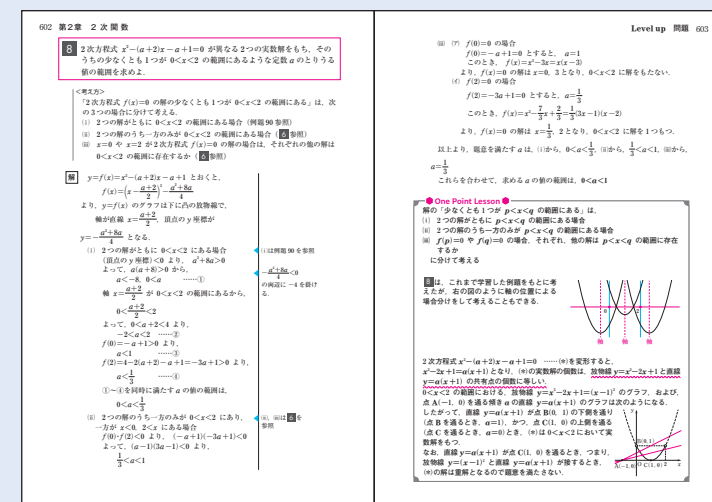 602 第2章 2次関数
8 2次方程式 x²−(a+2)x−a+1=0 が異なる2つの実数解をもち、その
うちの少なくとも1つが 0<x<2 の範囲にあるような定数 a のとりうる
値の範囲を求めよ.
<考え方>
「2次方程式 f(x)=0 の解の少なくとも1つが 0<x<2 の範囲にある」は、次
の3つの場合に分けて考える.
(i) 2つの解がともに 0<x<2 の範囲にある場合 (例題90参照)
(ii) 2つの解のうち一方のみが 0<x<2 の範囲にある場合 (6参照)
(iii) x=0 や x=2 が2次方程式 f(x)=0 の解の場合は、それぞれの他の解は
0<x<2 の範囲に存在するか (6参照)
解 y=f(x)=x²−(a+2)x−a+1 とおくと、
f(x)=(x−(a+2)/2)²−(a²+8a)/4
より、y=f(x) のグラフは下に凸の放物線で、
軸が直線 x=(a+2)/2、頂点の y 座標が
y=−(a²+8a)/4 となる.
(i) 2つの解がともに 0<x<2 にある場合
(i)は例題90を参照
(頂点の y 座標)<0 より、a²+8a>0
よって、a(a+8)>0 から、
−(a²+8a)/4<0
a<−8, 0<a ……①
の両辺に −4 を掛け
る.
軸 x=(a+2)/2 が 0<x<2 の範囲にあるから、
0<(a+2)/2<2
よって、0<a+2<4 より、
−2<a<2 ……②
f(0)=−a+1>0 より、
a<1 ……③
f(2)=4−2(a+2)−a+1=−3a+1>0 より、
a<1/3 ……④
①〜④を同時に満たす a の値の範囲は、
0<a<1/3
(ii) 2つの解のうち一方のみが 0<x<2 にあり、
(ii), (iii)は6を
参照
一方が x<0, 2<x にある場合
f(0)·f(2)<0 より、(−a+1)(−3a+1)<0
よって、(a−1)(3a−1)<0 より、
1/3<a<1
Level up 問題 603
(iii) (ア) f(0)=0 の場合
f(0)=−a+1=0 とすると、a=1
このとき、f(x)=x²−3x=x(x−3)
より、f(x)=0 の解は x=0, 3 となり、0<x<2 に解をもたない.
(イ) f(2)=0 の場合
f(2)=−3a+1=0 とすると、a=1/3
このとき、f(x)=x²−7/3x+2/3=1/3(3x−1)(x−2)
より、f(x)=0 の解は x=1/3, 2 となり、0<x<2 に解を1つもつ.
以上より、題意を満たす a は、(i)から、0<a<1/3, (ii)から、1/3<a<1, (iii)から、
a=1/3
これらを合わせて、求める a の値の範囲は、0<a<1
One Point Lesson
解の「少なくとも1つが p<x<q の範囲にある」は、
(i) 2つの解がともに p<x<q の範囲にある場合
(ii) 2つの解のうち一方のみが p<x<q の範囲にある場合
(iii) f(p)=0 や f(q)=0 の場合、それぞれ、他の解は p<x<q の範囲に存在
するか
に分けて考える
8は、これまで学習した例題をもとに考
えたが、右の図のように軸の位置による
場合分けをして考えることもできる.
0 2 x
軸 軸 軸
2次方程式 x²−(a+2)x−a+1=0 ……(*)を変形すると、
x²−2x+1=a(x+1) となり、(*)の実数解の個数は、放物線 y=x²−2x+1 と直線
y=a(x+1) の共有点の個数に等しい.
0<x<2 の範囲における、放物線 y=x²−2x+1=(x−1)² のグラフ、および、
点A(−1, 0) を通る傾き a の直線 y=a(x+1) のグラフは次のようになる.
したがって、直線 y=a(x+1) が点 B(0, 1) の下側を通り
(点 B を通るとき、a=1)、かつ、点 C(1, 0) の上側を通る
(点 C を通るとき、a=0)とき、(*)は 0<x<2 において実
数解をもつ.
なお、直線 y=a(x+1) が点 C(1, 0) を通るとき、つまり、
放物線 y=(x−1)² と直線 y=a(x+1) が接するとき、
(*)の解は重解となるので題意を満たさない.
y
B(0,1)
A(−1,0) O C(1, 0) 2 x